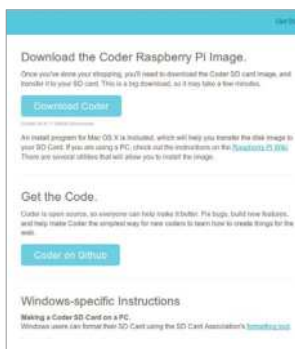 Download the Coder Raspberry Pi Image.
Once you've done your shopping, you'll need to download the Coder SD card image, and
transfer it to your SD card. This is a big download, so it may take a few minutes.
Download Coder
An install program for Mac OS X is included, which will help you transfer the disk image to
your SD Card. If you are using a PC, check out the instructions on the Raspberry Pi Wiki
There are several utilities that will allow you to install the image.
Get the Code.
Coder is open source, so everyone can help make it better. Fix bugs, build new features,
and help make Coder the simplest way for new coders to learn how to create things for the
web.
Coder on Github
Windows-specific Instructions
Making a Coder SD Card on a PC.
Windows users can format their SD Card using the SD Card Association's formatting tool